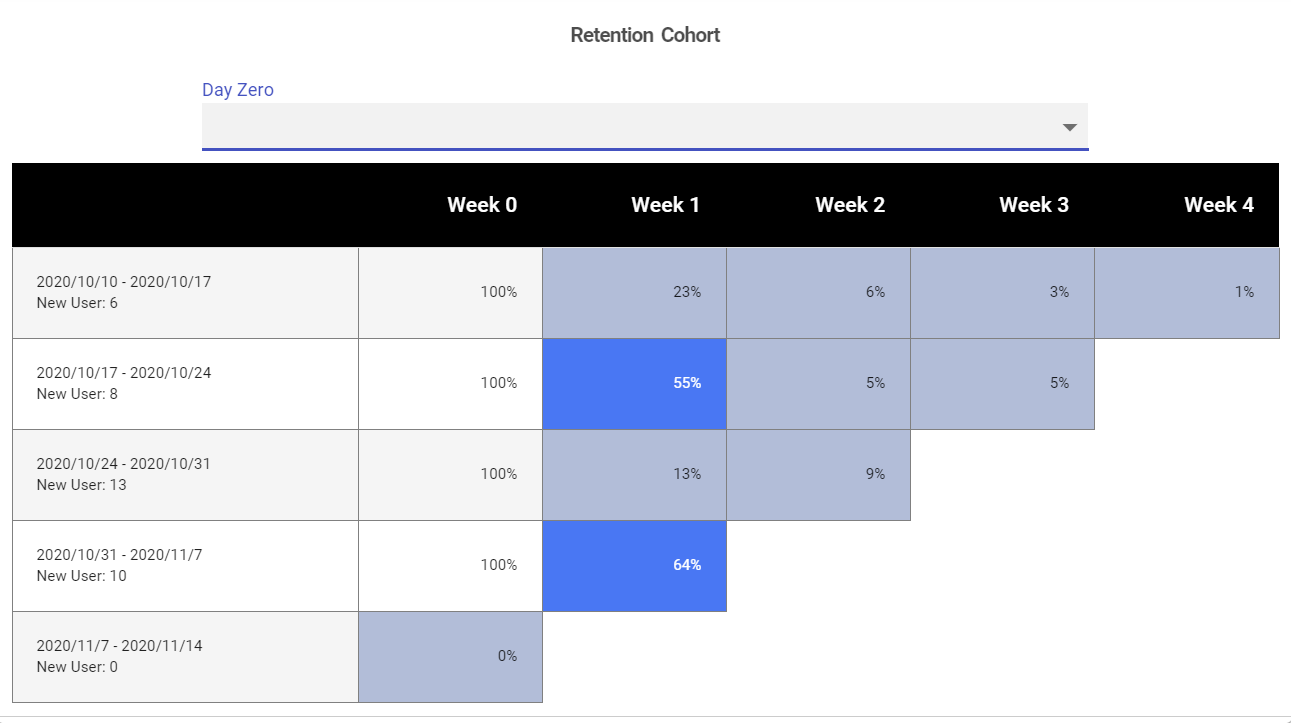 Retention Cohort
Day Zero
Week 0 Week 1 Week 2 Week 3 Week 4
2020/10/10 - 2020/10/17
New User: 6
100% 23% 6% 3% 1%
2020/10/17 - 2020/10/24
New User: 8
100% 55% 5% 5%
2020/10/24 - 2020/10/31
New User: 13
100% 13% 9%
2020/10/31 - 2020/11/7
New User: 10
100% 64%
2020/11/7 - 2020/11/14
New User: 0
0%